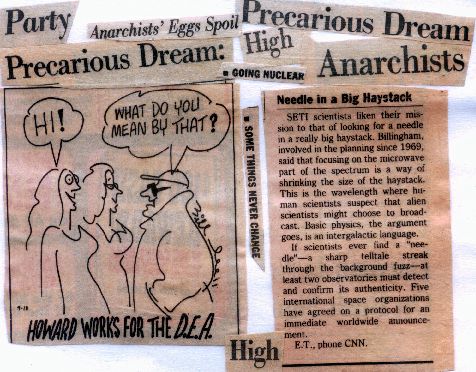 Party
Anarchists' Eggs Spoil
Precarious Dream
High
Precarious Dream:
Anarchists
■ GOING NUCLEAR
HI!
WHAT DO YOU
MEAN BY THAT?
9-18
HOWARD WORKS FOR THE D.E.A.
■ SOME THINGS NEVER CHANGE
Needle in a Big Haystack
SETI scientists liken their mis-
sion to that of looking for a needle
in a really big haystack. Billingham,
involved in the planning since 1969,
said that focusing on the microwave
part of the spectrum is a way of
shrinking the size of the haystack.
This is the wavelength where hu-
man scientists suspect that alien
scientists might choose to broad-
cast. Basic physics, the argument
goes, is an intergalactic language.
If scientists ever find a "nee-
dle"—a sharp telltale streak
through the background fuzz—at
least two observatories must detect
and confirm its authenticity. Five
international space organizations
have agreed on a protocol for an
immediate worldwide announce-
ment.
E.T., phone CNN.
High